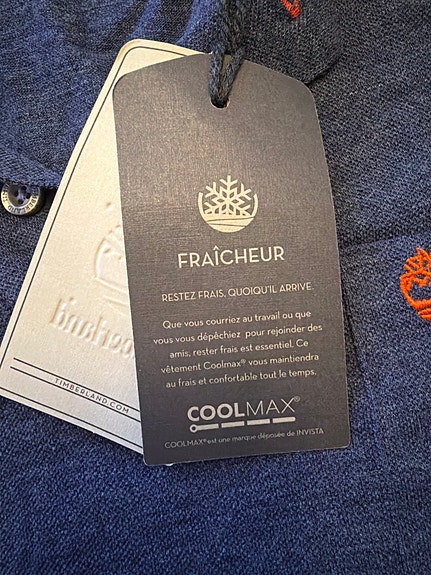 FRAÎCHEUR
RESTEZ FRAIS, QUOIQU'IL ARRIVE.
Que vous courriez au travail ou que
vous vous dépêchiez pour rejoinder des
amis, rester frais est essentiel. Ce
vêtement Coolmax® vous maintiendra
au frais et confortable tout le temps.
COOLMAX®
COOLMAX® est une marque déposée de INVISTA
TIMBERLAND.COM